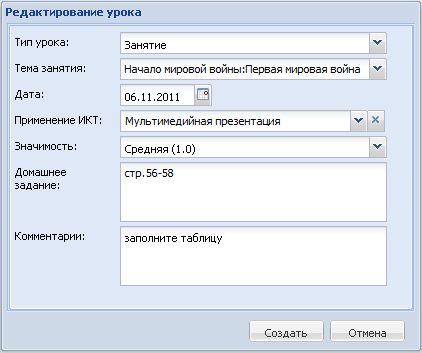 Редактирование урока
Тип урока: Занятие
Тема занятия: Начало мировой войны:Первая мировая война
Дата: 06.11.2011
Применение ИКТ: Мультимедийная презентация
Значимость: Средняя (1.0)
Домашнее задание: стр.56-58
Комментарии: заполните таблицу
Создать Отмена